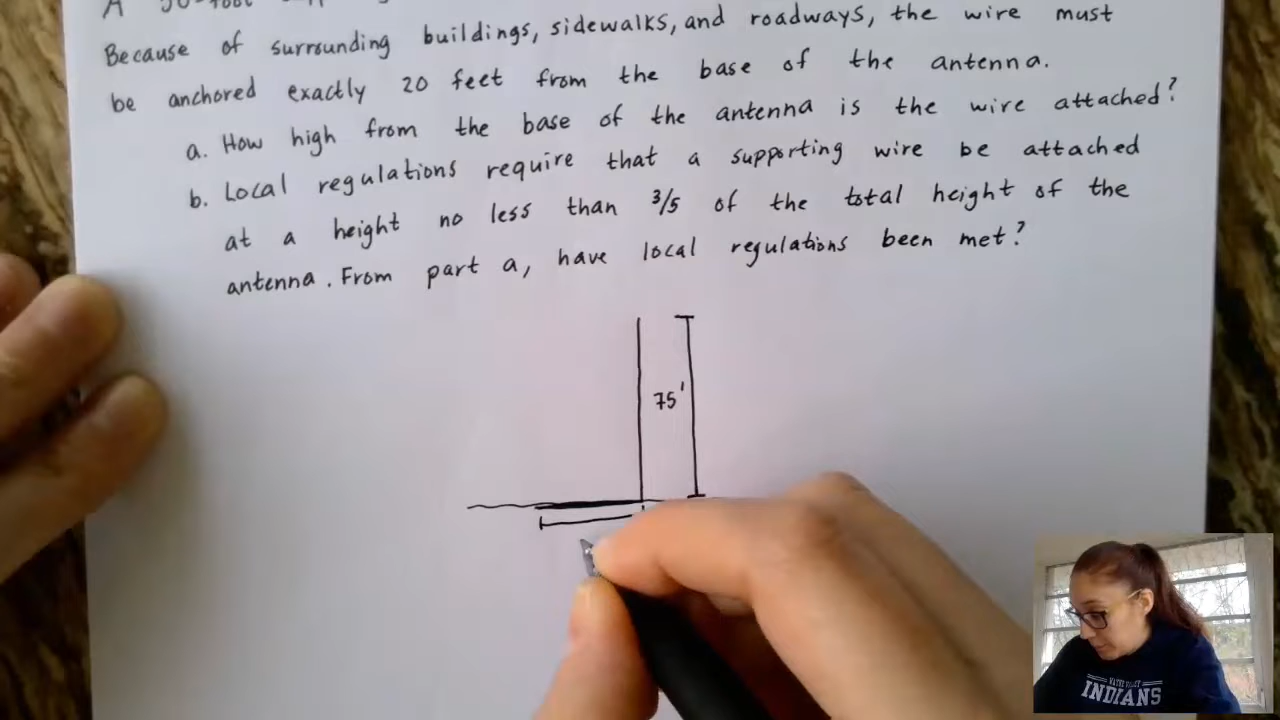 A 50-foot
Because of surrounding buildings, sidewalks, and roadways, the wire must
be anchored exactly 20 feet from the base of the antenna.
a. How high from the base of the antenna is the wire attached?
b. Local regulations require that a supporting wire be attached
at a height no less than 3/5 of the total height of the
antenna. From part a, have local regulations been met?
75'
INDIANS